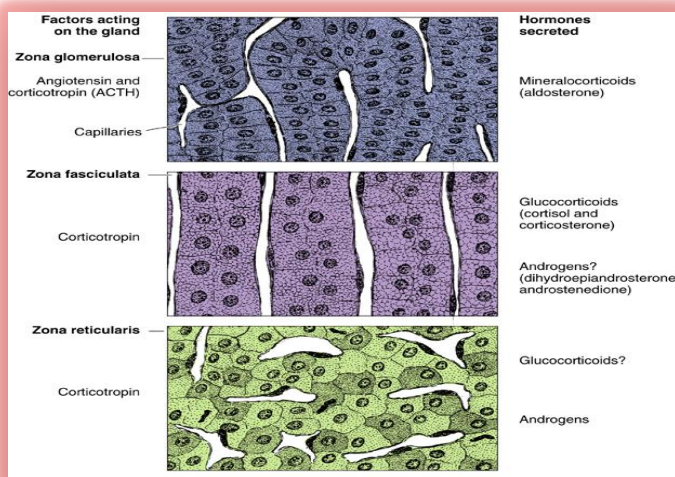 Factors acting
on the gland
Hormones
secreted
Zona glomerulosa
Angiotensin and
corticotropin (ACTH)
Mineralocorticoids
(aldosterone)
Capillaries
Zona fasciculata
Corticotropin
Glucocorticoids
(cortisol and
corticosterone)
Androgens?
(dihydroepiandrosterone
androstenedione)
Zona reticularis
Corticotropin
Glucocorticoids?
Androgens